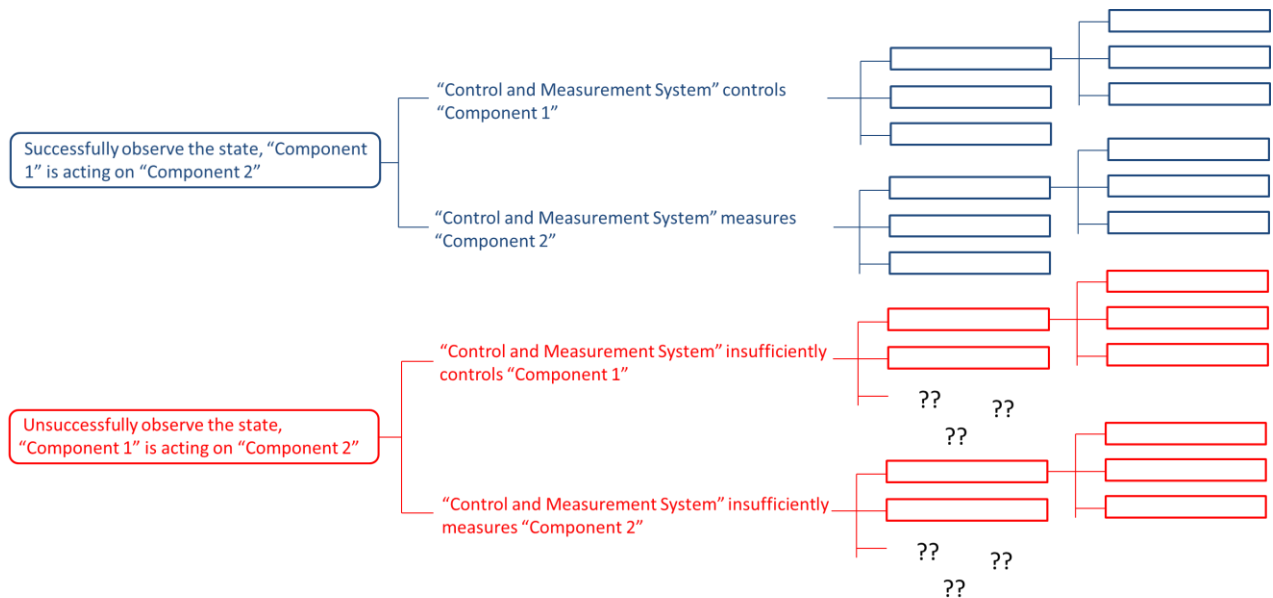 “Control and Measurement System” controls
“Component 1”
Successfully observe the state, “Component
1” is acting on “Component 2”
“Control and Measurement System” measures
“Component 2”
“Control and Measurement System” insufficiently
controls “Component 1”
??
??
??
Unsuccessfully observe the state,
“Component 1” is acting on “Component 2”
“Control and Measurement System” insufficiently
measures “Component 2”
??
??
??